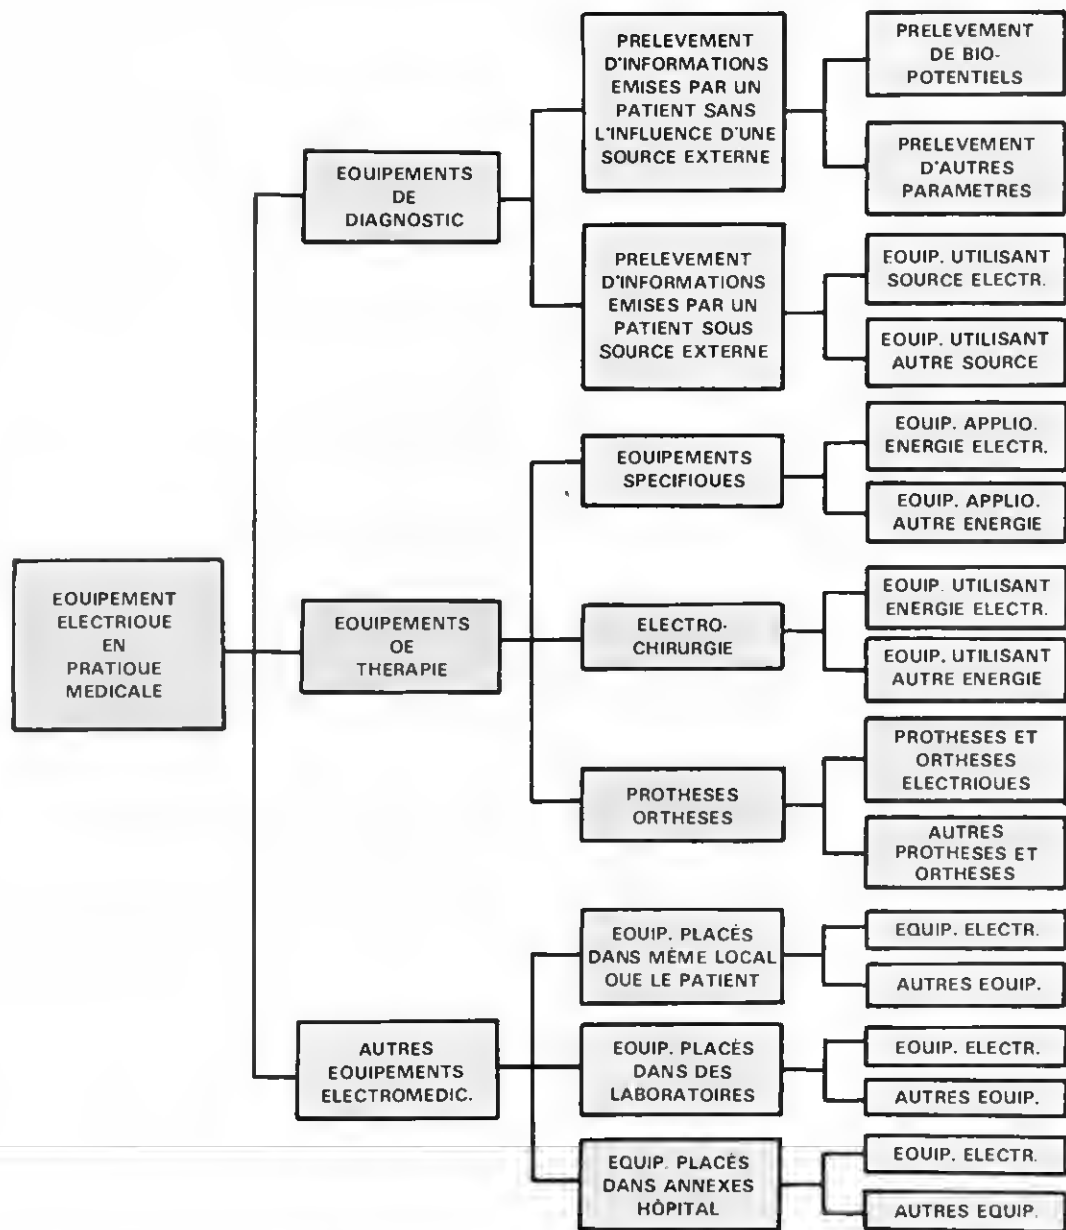 EQUIPEMENT
ELECTRIQUE
EN
PRATIQUE
MEDICALE
EQUIPEMENTS
DE
DIAGNOSTIC
PRELEVEMENT
D'INFORMATIONS
EMISES PAR UN
PATIENT SANS
L'INFLUENCE D'UNE
SOURCE EXTERNE
PRELEVEMENT
DE BIO-
POTENTIELS
PRELEVEMENT
D'AUTRES
PARAMETRES
PRELEVEMENT
D'INFORMATIONS
EMISES PAR UN
PATIENT SOUS
SOURCE EXTERNE
EQUIP. UTILISANT
SOURCE ELECTR.
EQUIP. UTILISANT
AUTRE SOURCE
EQUIPEMENTS
DE
THERAPIE
EQUIPEMENTS
SPECIFIQUES
EQUIP. APPLIQ.
ENERGIE ELECTR.
EQUIP. APPLIQ.
AUTRE ENERGIE
ELECTRO-
CHIRURGIE
EQUIP. UTILISANT
ENERGIE ELECTR.
EQUIP. UTILISANT
AUTRE ENERGIE
PROTHESES
ORTHESES
PROTHESES ET
ORTHESES
ELECTRIQUES
AUTRES
PROTHESES ET
ORTHESES
AUTRES
EQUIPEMENTS
ELECTROMEDIC.
EQUIP. PLACÉS
DANS MÊME LOCAL
QUE LE PATIENT
EQUIP. ELECTR.
AUTRES EQUIP.
EQUIP. PLACÉS
DANS DES
LABORATOIRES
EQUIP. ELECTR.
AUTRES EQUIP.
EQUIP. PLACÉS
DANS ANNEXES
HÔPITAL
EQUIP. ELECTR.
AUTRES EQUIP.